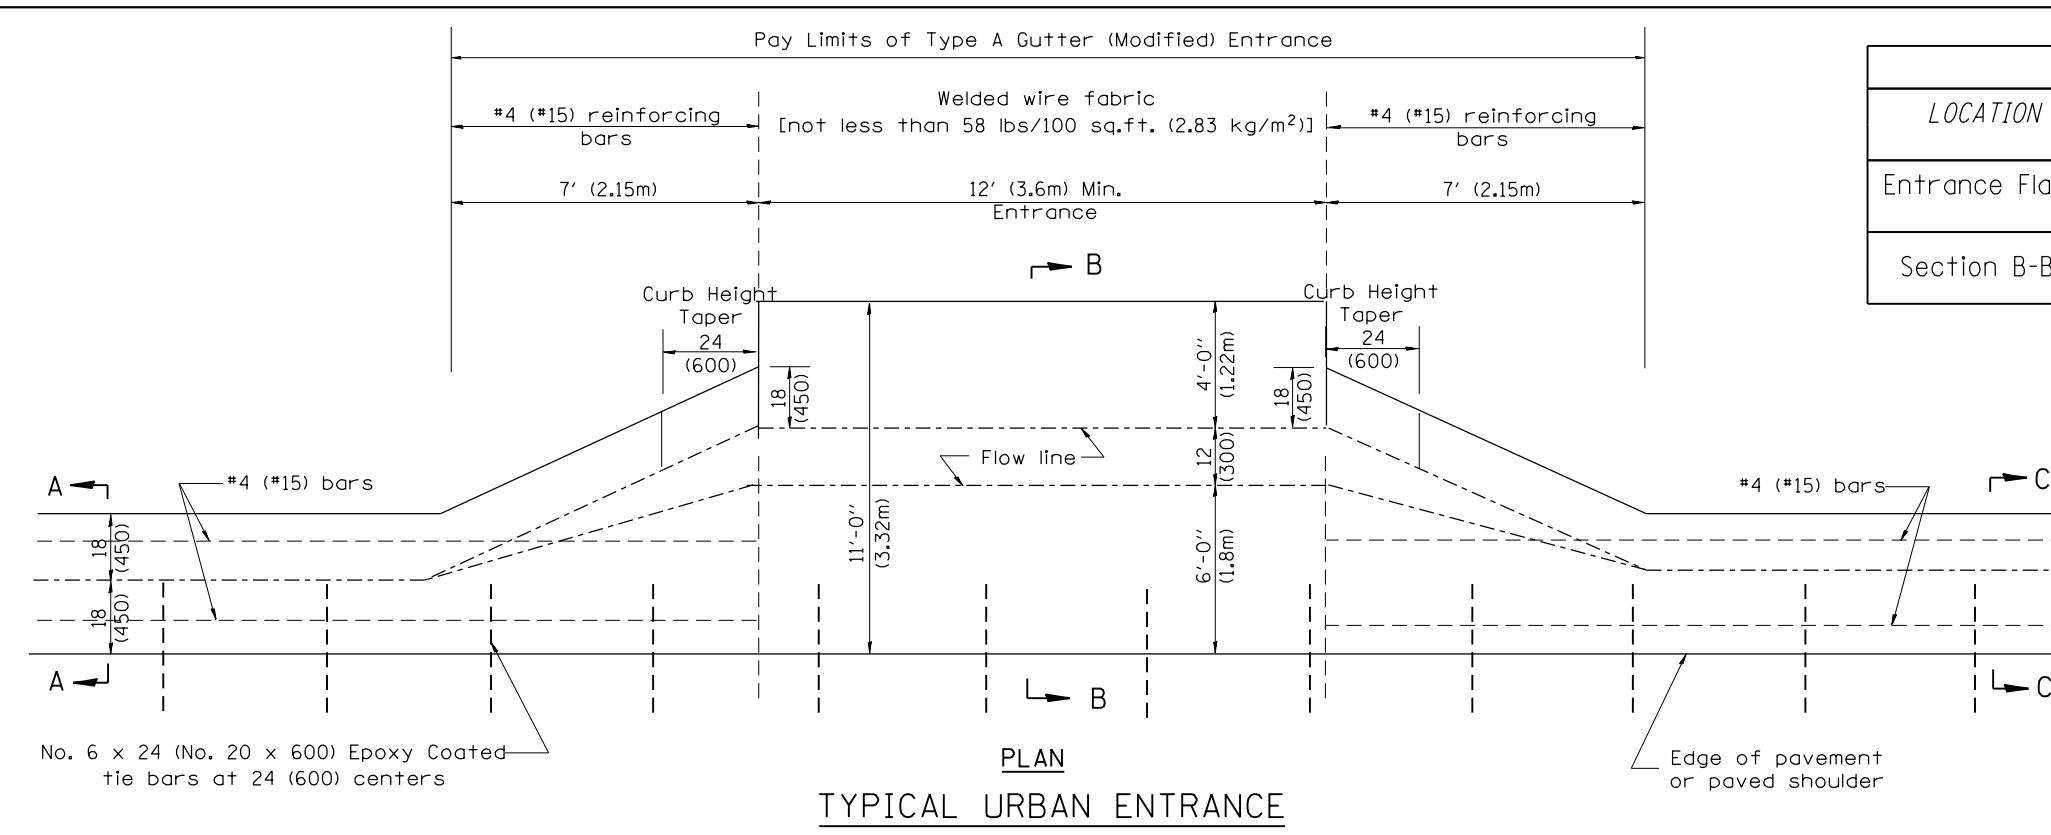 Pay Limits of Type A Gutter (Modified) Entrance
#4 (#15) reinforcing
bars
Welded wire fabric
[not less than 58 lbs/100 sq.ft. (2.83 kg/m²)]
#4 (#15) reinforcing
bars
7' (2.15m)
12' (3.6m) Min.
Entrance
7' (2.15m)
LOCATION
Entrance Fla
Section B-B
B
Curb Height
Taper
24
(600)
Curb Height
Taper
24
(600)
18
(450)
4'-0''
(1.22m)
18
(450)
Flow line
12
(300)
A
#4 (#15) bars
#4 (#15) bars
C
18
(450)
11'-0''
(3.32m)
6'-0''
(1.8m)
18
(450)
A
B
C
No. 6 x 24 (No. 20 x 600) Epoxy Coated
tie bars at 24 (600) centers
Edge of pavement
or paved shoulder
PLAN
TYPICAL URBAN ENTRANCE